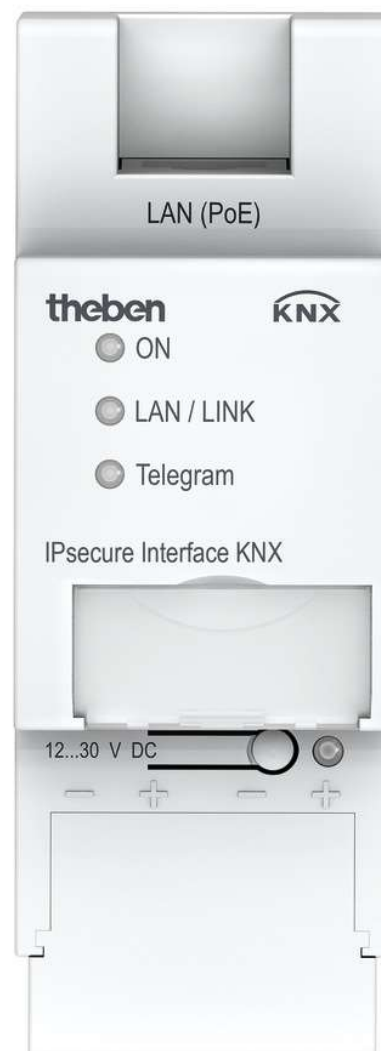 LAN (PoE)
theben KNX
ON
LAN / LINK
Telegram
IPsecure Interface KNX
12...30 V DC
− + − +